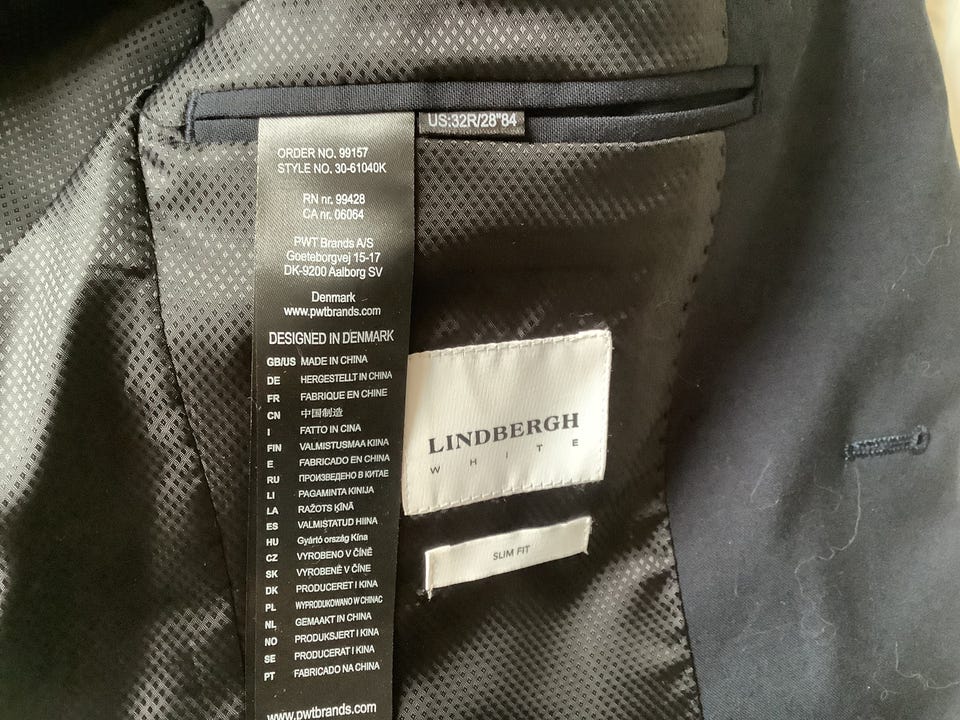 US:32R/28"84
ORDER NO. 99157
STYLE NO. 30-61040K
RN nr. 99428
CA nr. 06064
PWT Brands A/S
Goeteborgvej 15-17
DK-9200 Aalborg SV
Denmark
www.pwtbrands.com
DESIGNED IN DENMARK
GB/US MADE IN CHINA
DE HERGESTELLT IN CHINA
FR FABRIQUE EN CHINE
CN 中国制造
I FATTO IN CINA
FIN VALMISTUSMAA KIINA
E FABRICADO EN CHINA
RU ПРОИЗВЕДЕНО В КИТАЕ
LI PAGAMINTA KINIJA
LA RAŽOTS ĶĪNĀ
ES VALMISTATUD HIINA
HU Gyártó ország Kína
CZ VYROBENO V ČÍNĚ
SK VYROBENÉ V ČÍNE
DK PRODUCERET I KINA
PL WYPRODUKOWANO W CHINAC
NL GEMAAKT IN CHINA
NO PRODUKSJERT I KINA
SE PRODUCERAT I KINA
PT FABRICADO NA CHINA
www.pwtbrands.com
LINDBERGH
WHITE
SLIM FIT